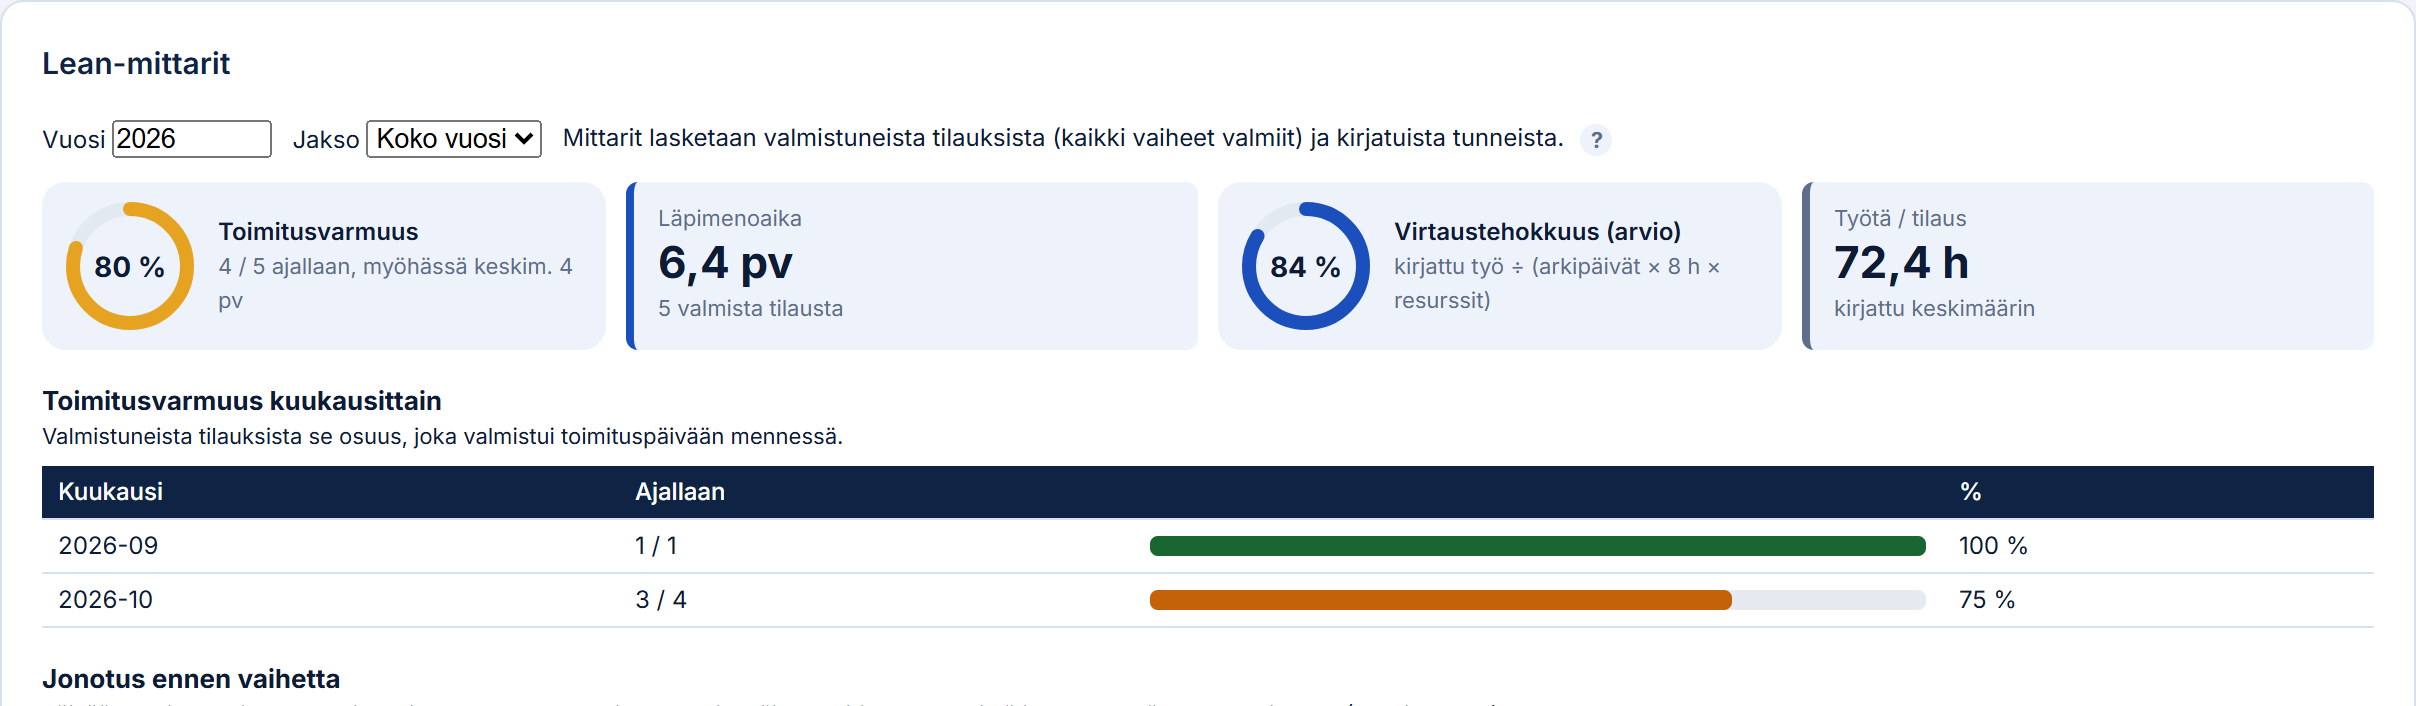 Lean-mittarit
Vuosi 2026 Jakso Koko vuosi Mittarit lasketaan valmistuneista tilauksista (kaikki vaiheet valmiit) ja kirjatuista tunneista. ?
80 %
Toimitusvarmuus
4 / 5 ajallaan, myöhässä keskim. 4
pv
Läpimenoaika
6,4 pv
5 valmista tilausta
84 %
Virtaustehokkuus (arvio)
kirjattu työ ÷ (arkipäivät × 8 h ×
resurssit)
Työtä / tilaus
72,4 h
kirjattu keskimäärin
Toimitusvarmuus kuukausittain
Valmistuneista tilauksista se osuus, joka valmistui toimituspäivään mennessä.
Kuukausi Ajallaan %
2026-09 1 / 1 100 %
2026-10 3 / 4 75 %
Jonotus ennen vaihetta